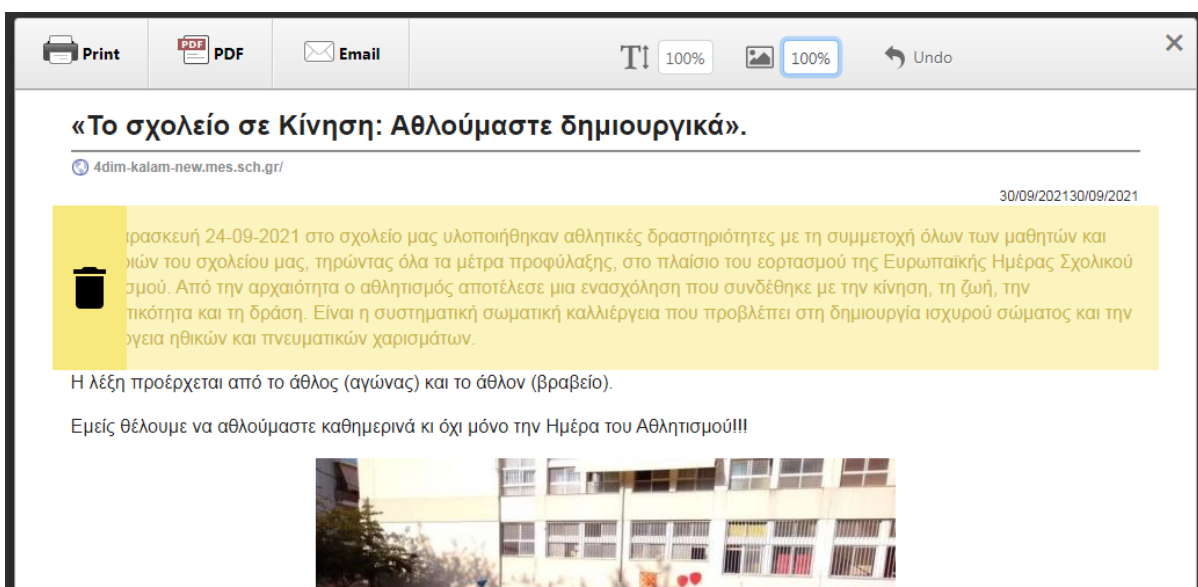 Print PDF Email 100% 100% Undo
PDF
«Το σχολείο σε Κίνηση: Αθλούμαστε δημιουργικά».
4dim-kalam-new.mes.sch.gr/
30/09/202130/09/2021
24-09-2021 στο σχολείο μας υλοποιήθηκαν αθλητικές δραστηριότητες με τη συμμετοχή όλων των μαθητών και
του σχολείου μας, τηρώντας όλα τα μέτρα προφύλαξης, στο πλαίσιο του εορτασμού της Ευρωπαϊκής Ημέρας Σχολικού
Από την αρχαιότητα ο αθλητισμός αποτέλεσε μια ενασχόληση που συνδέθηκε με την κίνηση, τη ζωή, την
και τη δράση. Είναι η συστηματική σωματική καλλιέργεια που προβλέπει στη δημιουργία ισχυρού σώματος και την
ηθικών και πνευματικών χαρισμάτων.
Η λέξη προέρχεται από το άθλος (αγώνας) και το άθλον (βραβείο).
Εμείς θέλουμε να αθλούμαστε καθημερινά κι όχι μόνο την Ημέρα του Αθλητισμού!!!